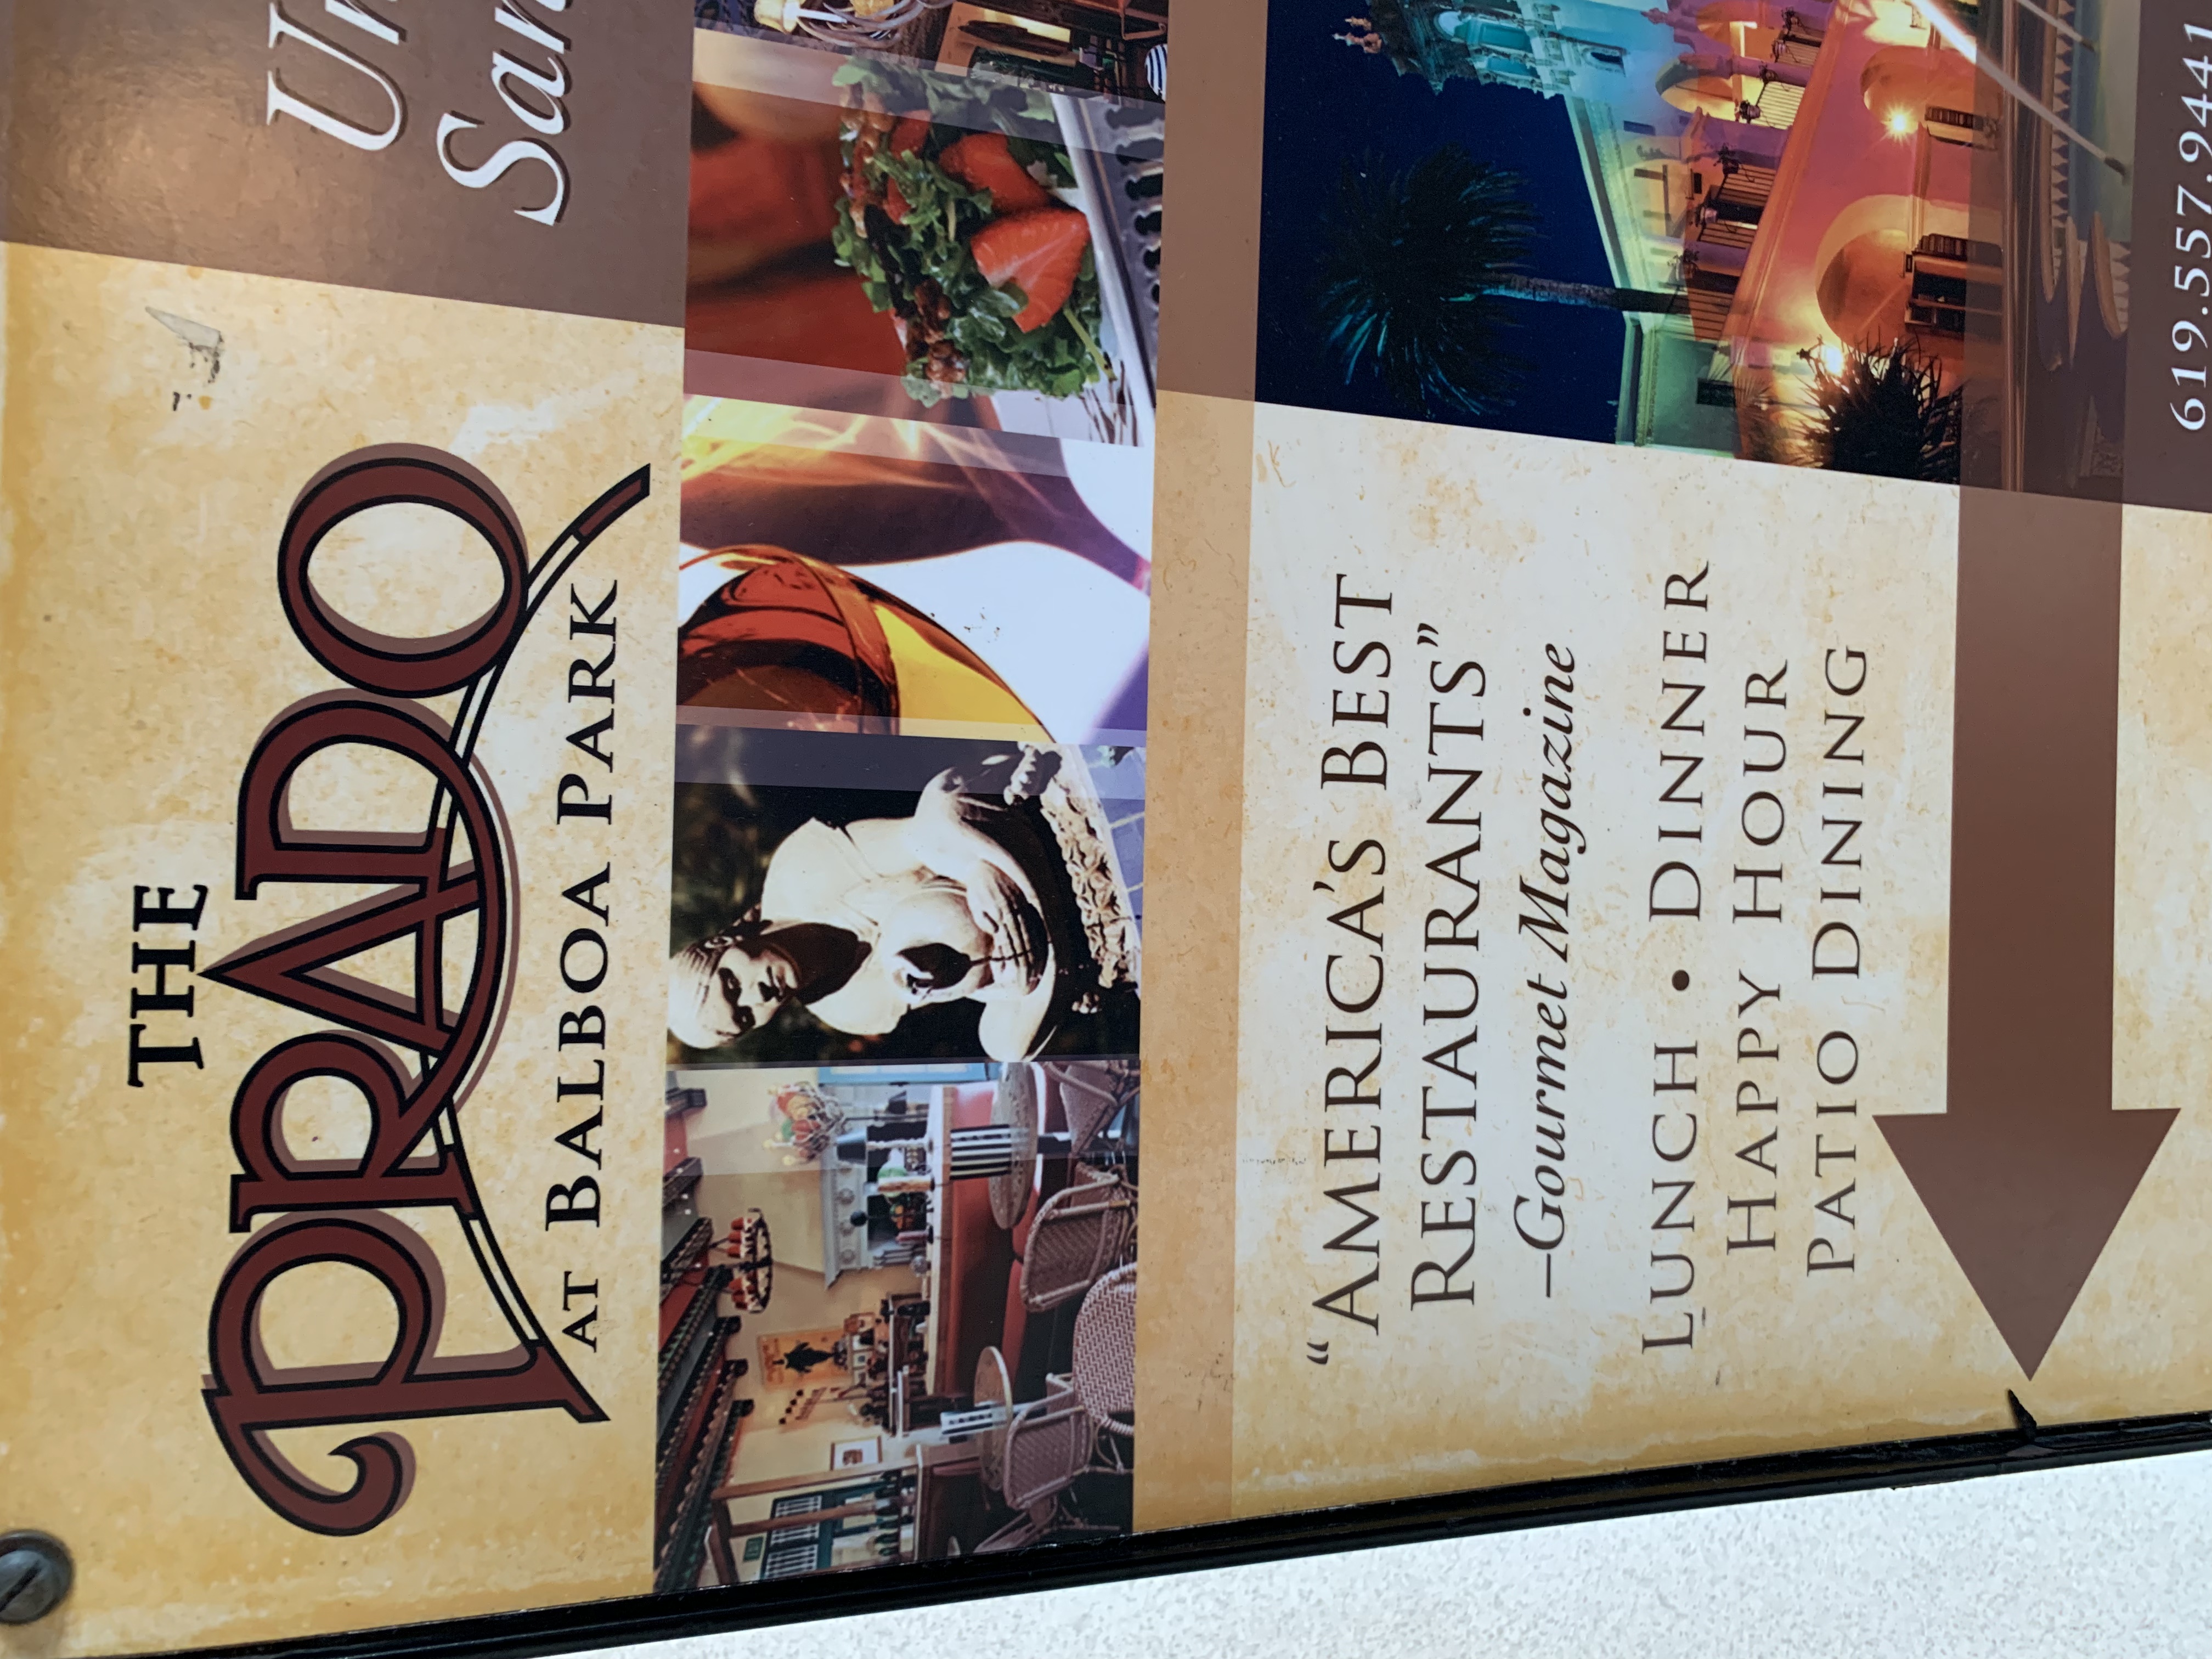 THE
PRADO
AT BALBOA PARK
San
“AMERICA’S BEST
RESTAURANTS”
–Gourmet Magazine
LUNCH • DINNER
HAPPY HOUR
PATIO DINING
619.557.9441